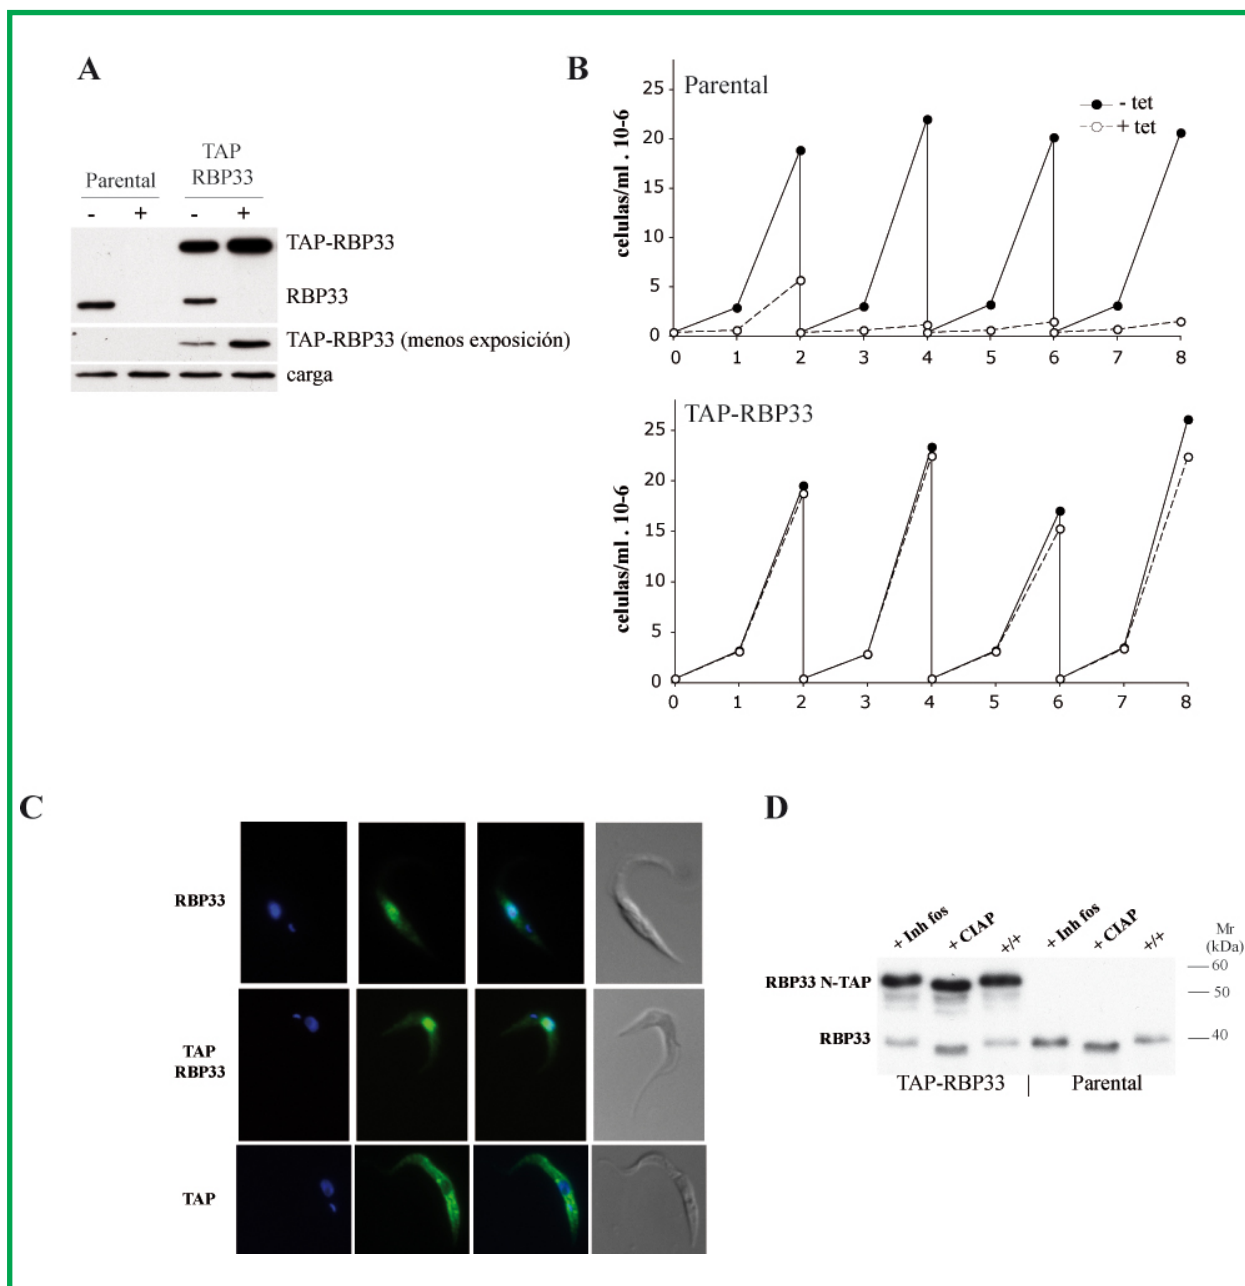 A
TAP
RBP33
Parental
- + - +
TAP-RBP33
RBP33
TAP-RBP33 (menos exposición)
carga
B
Parental
- tet
+ tet
celulas/ml . 10-6
25
20
15
10
5
0
0 1 2 3 4 5 6 7 8
TAP-RBP33
celulas/ml . 10-6
25
20
15
10
5
0
0 1 2 3 4 5 6 7 8
C
RBP33
TAP
RBP33
TAP
D
+ Inh fos + CIAP +/+ + Inh fos + CIAP +/+
Mr
(kDa)
RBP33 N-TAP
60
50
RBP33
40
TAP-RBP33 | Parental